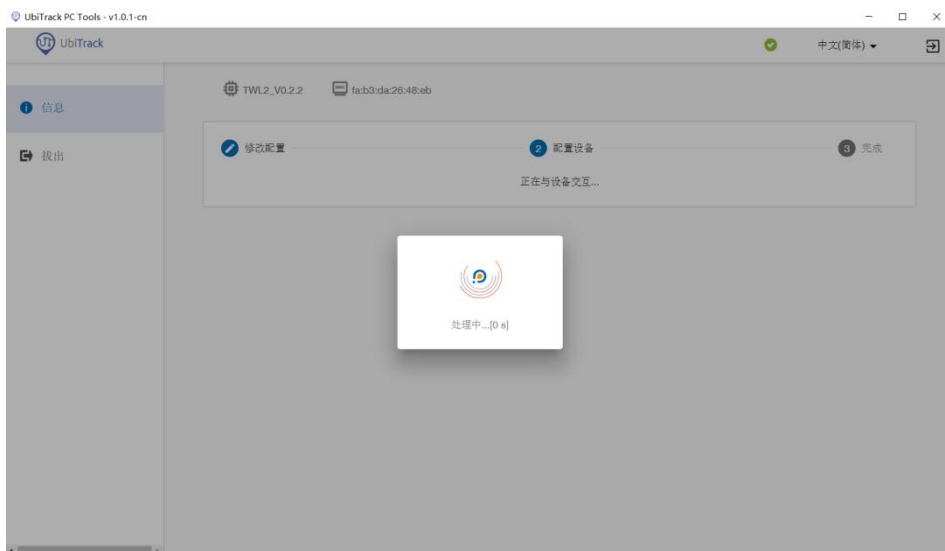 UbiTrack PC Tools - v1.0.1-cn
UbiTrack
中文(简体)
TWL2_V0.2.2
fa:b3:da:26:48:eb
信息
拔出
修改配置
2 配置设备
3 完成
正在与设备交互...
处理中...[0 s]